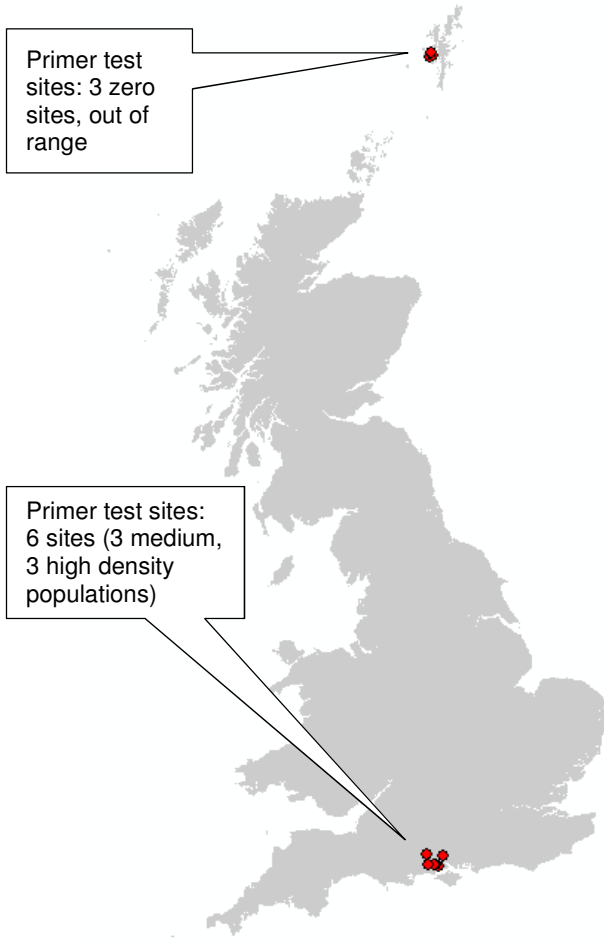 Primer test
sites: 3 zero
sites, out of
range
Primer test sites:
6 sites (3 medium,
3 high density
populations)